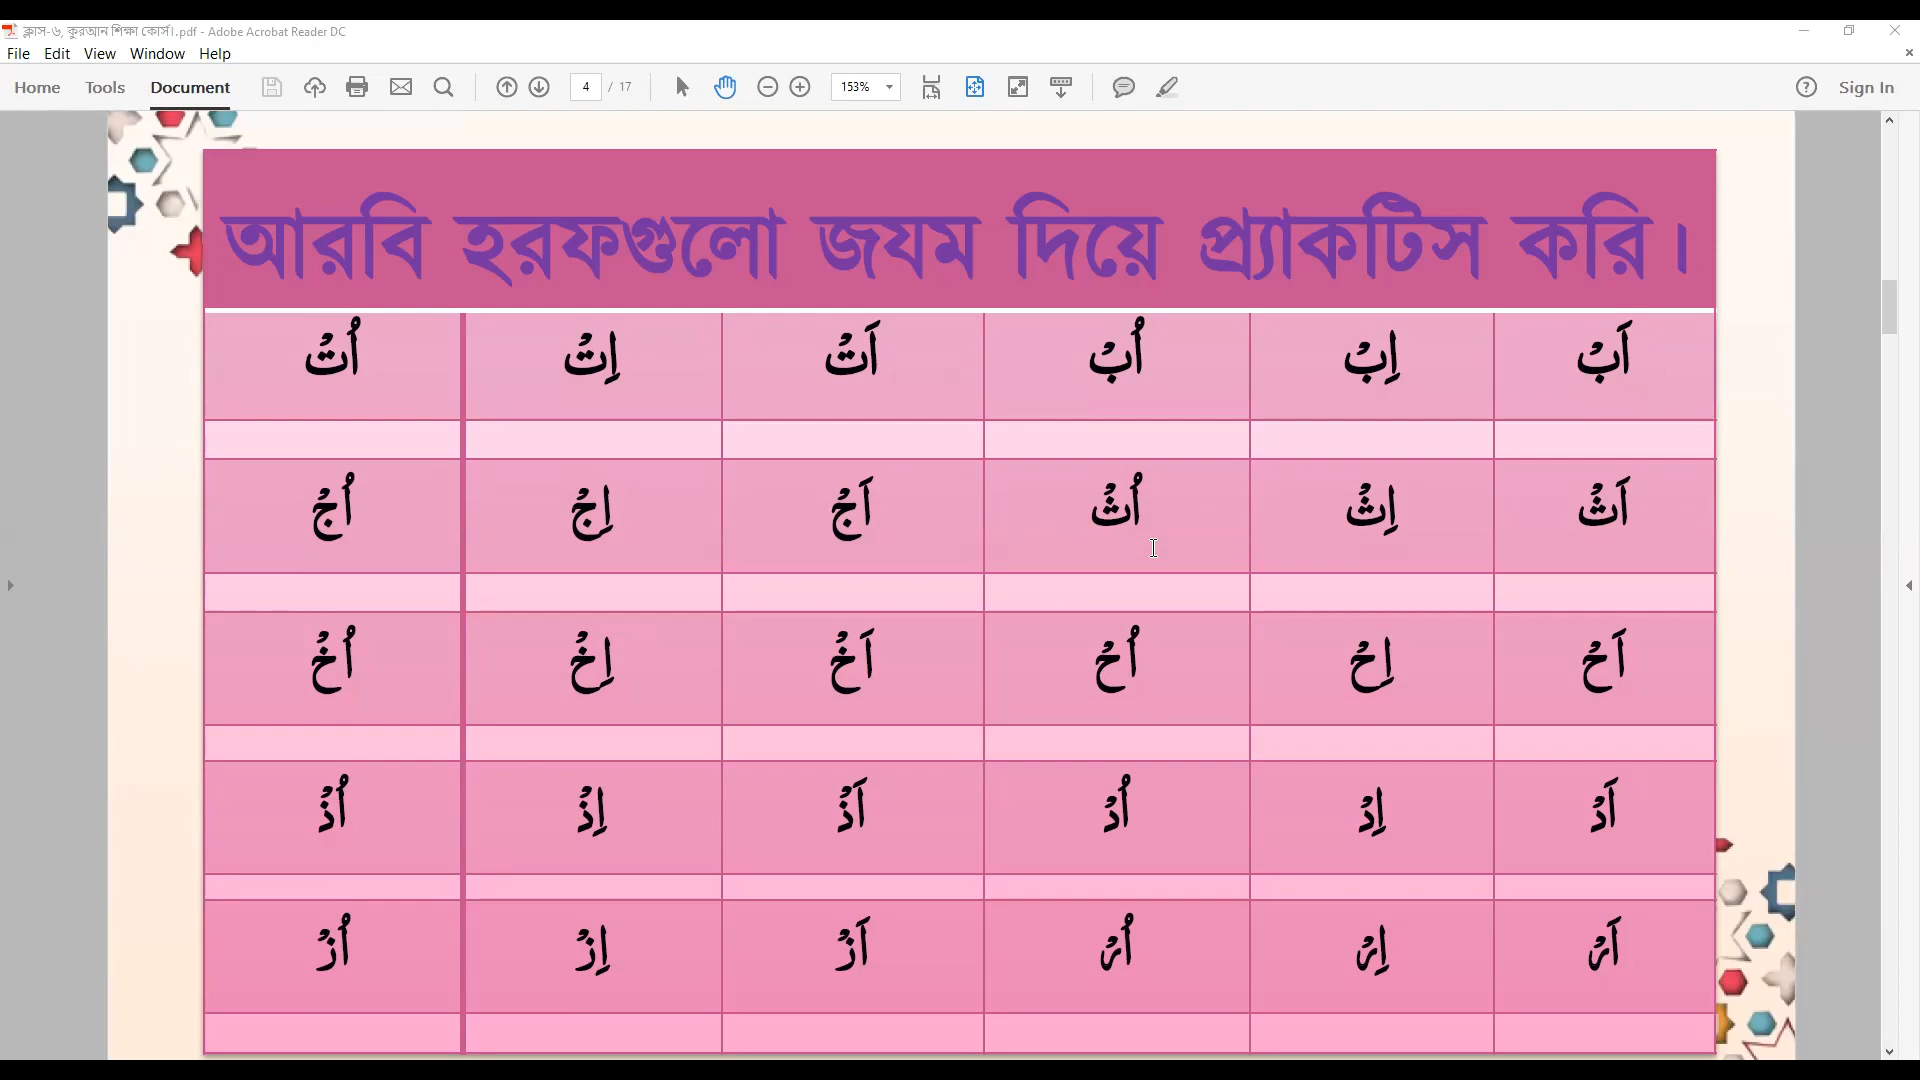 ক্লাস-৬, কুরআন শিক্ষা কোর্স।.pdf - Adobe Acrobat Reader DC
File Edit View Window Help
Home Tools Document 4 / 17 153% Sign In
আরবি হরফগুলো জযম দিয়ে প্র্যাকটিস করি।
اَبْ اِبْ اُبْ اَتْ اِتْ اُتْ
اَثْ اِثْ اُثْ اَجْ اِجْ اُجْ
اَحْ اِحْ اُحْ اَخْ اِخْ اُخْ
اَدْ اِدْ اُدْ اَذْ اِذْ اُذْ
اَرْ اِرْ اُرْ اَزْ اِزْ اُزْ